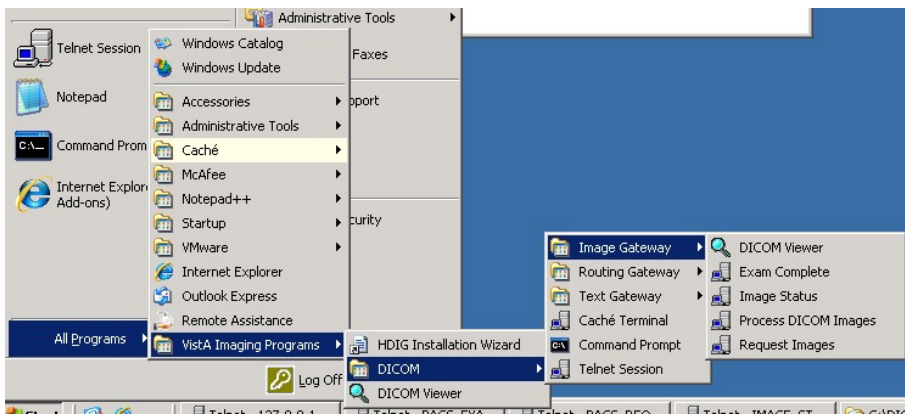 Administrative Tools
Telnet Session
Faxes
Notepad
pport
Command Prom
Internet Explor
Add-ons)
curity
All Programs
Log Off
Windows Catalog
Windows Update
Accessories
Administrative Tools
Caché
McAfee
Notepad++
Startup
VMware
Internet Explorer
Outlook Express
Remote Assistance
VistA Imaging Programs
HDIG Installation Wizard
DICOM
DICOM Viewer
Image Gateway
Routing Gateway
Text Gateway
Caché Terminal
Command Prompt
Telnet Session
DICOM Viewer
Exam Complete
Image Status
Process DICOM Images
Request Images